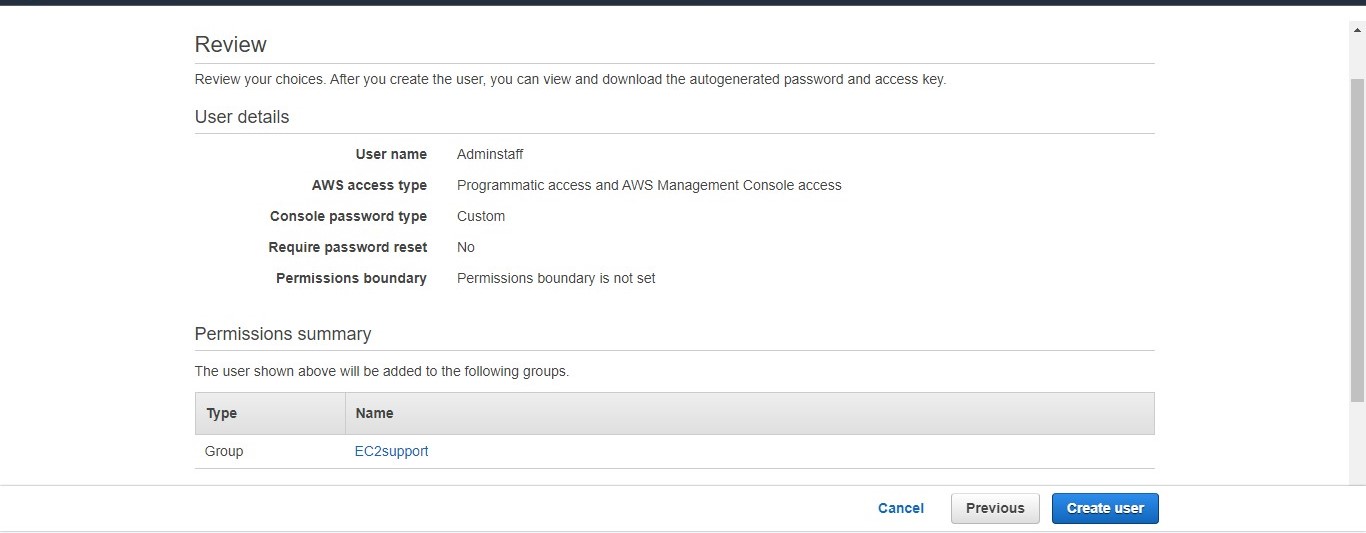 Review
Review your choices. After you create the user, you can view and download the autogenerated password and access key.
User details
User name Adminstaff
AWS access type Programmatic access and AWS Management Console access
Console password type Custom
Require password reset No
Permissions boundary Permissions boundary is not set
Permissions summary
The user shown above will be added to the following groups.
Type Name
Group EC2support
Cancel Previous Create user